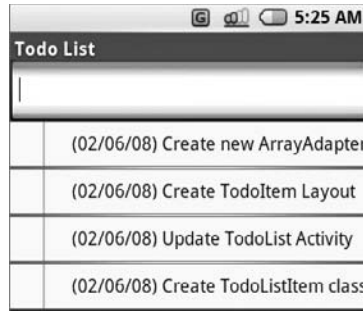 G 5:25 AM
Todo List
(02/06/08) Create new ArrayAdapter
(02/06/08) Create TodoItem Layout
(02/06/08) Update TodoList Activity
(02/06/08) Create TodoListItem class